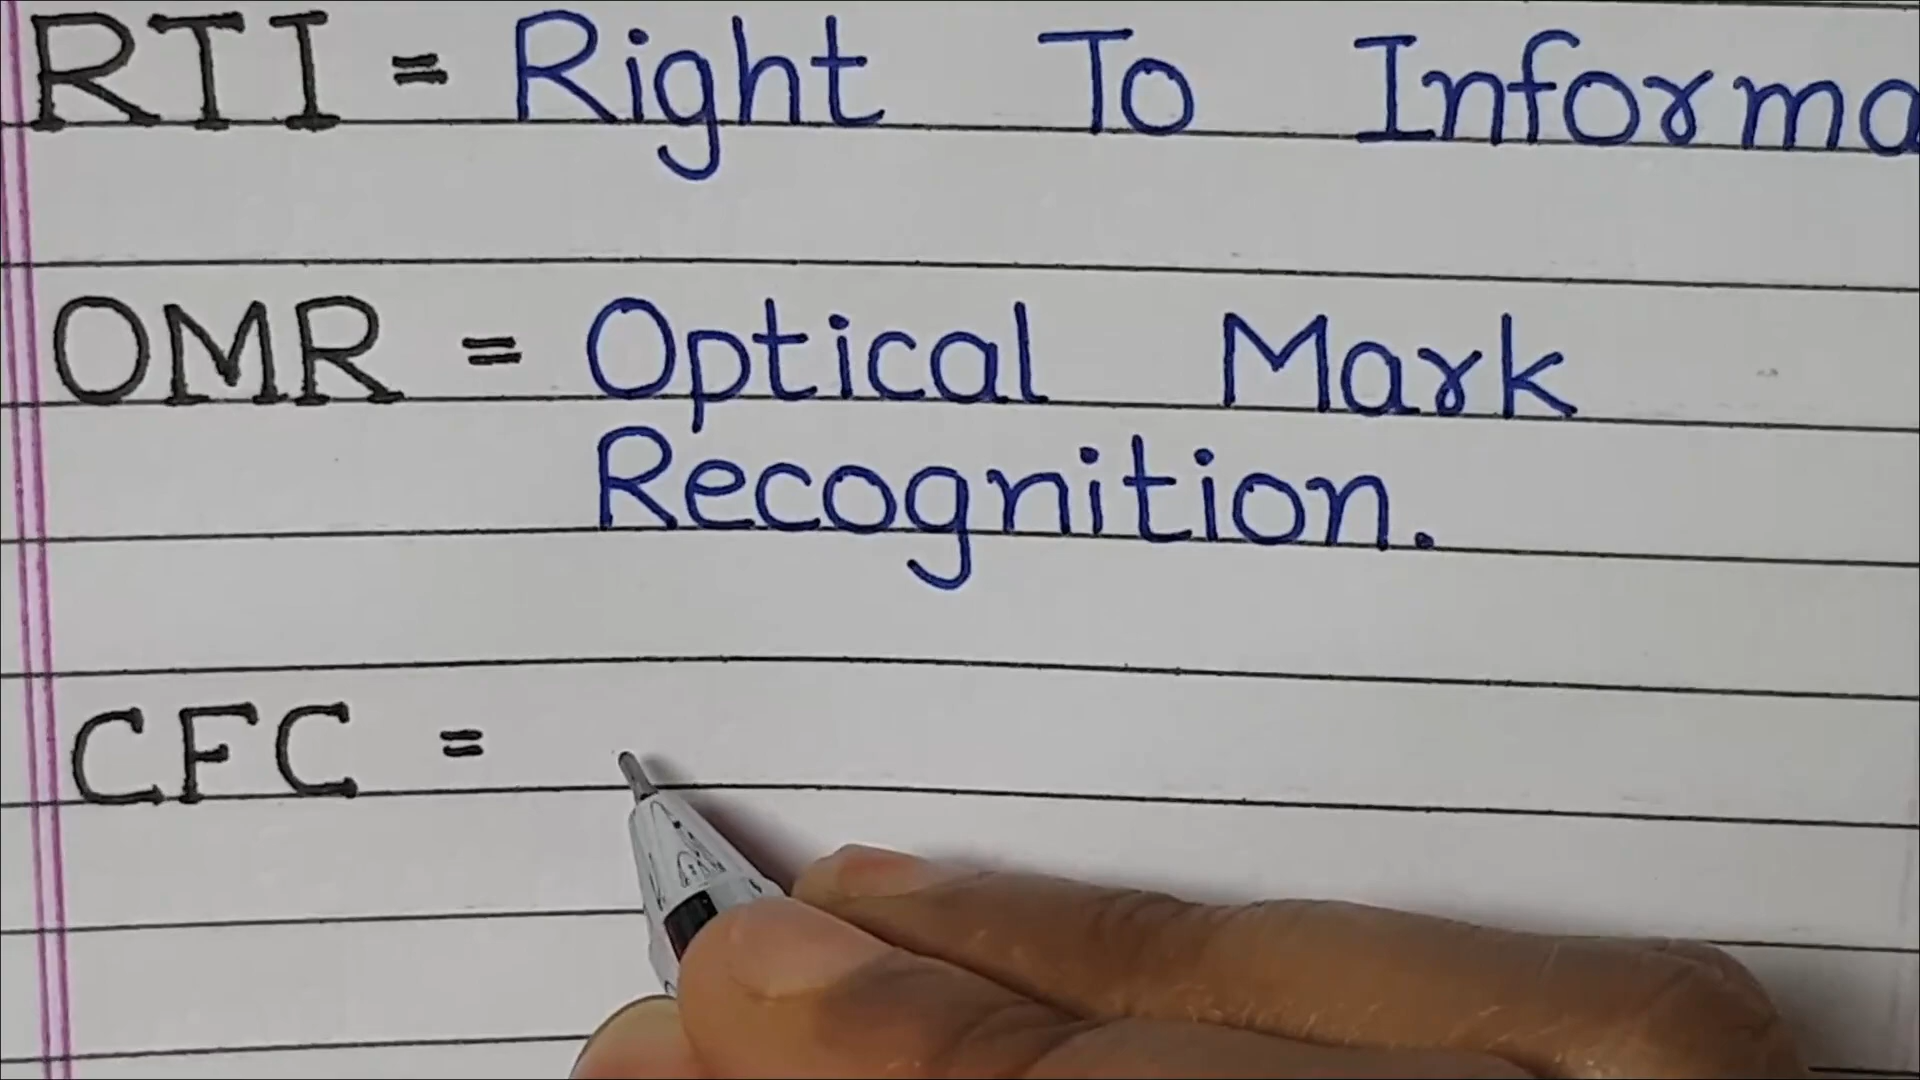 RTI = Right To Informa
OMR = Optical Mark
Recognition.
CFC =